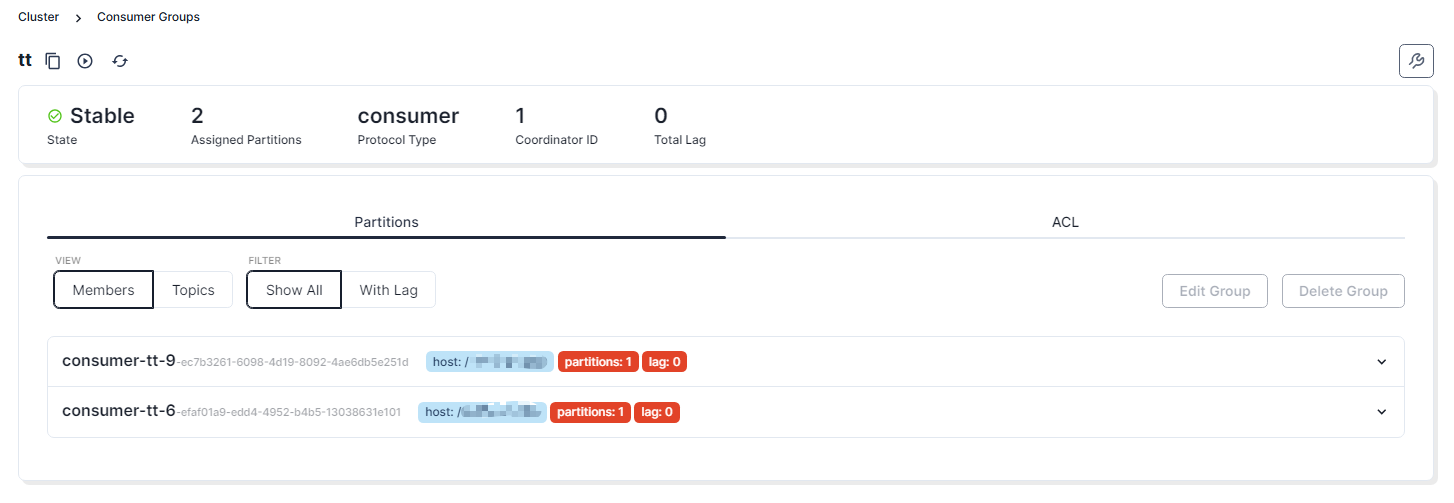 Cluster > Consumer Groups
tt
Stable 2 consumer 1 0
State Assigned Partitions Protocol Type Coordinator ID Total Lag
Partitions ACL
VIEW FILTER
Members Topics Show All With Lag Edit Group Delete Group
consumer-tt-9-ec7b3261-6098-4d19-8092-4ae6db5e251d host: / partitions: 1 lag: 0
consumer-tt-6-efaf01a9-edd4-4952-b4b5-13038631e101 host: / partitions: 1 lag: 0